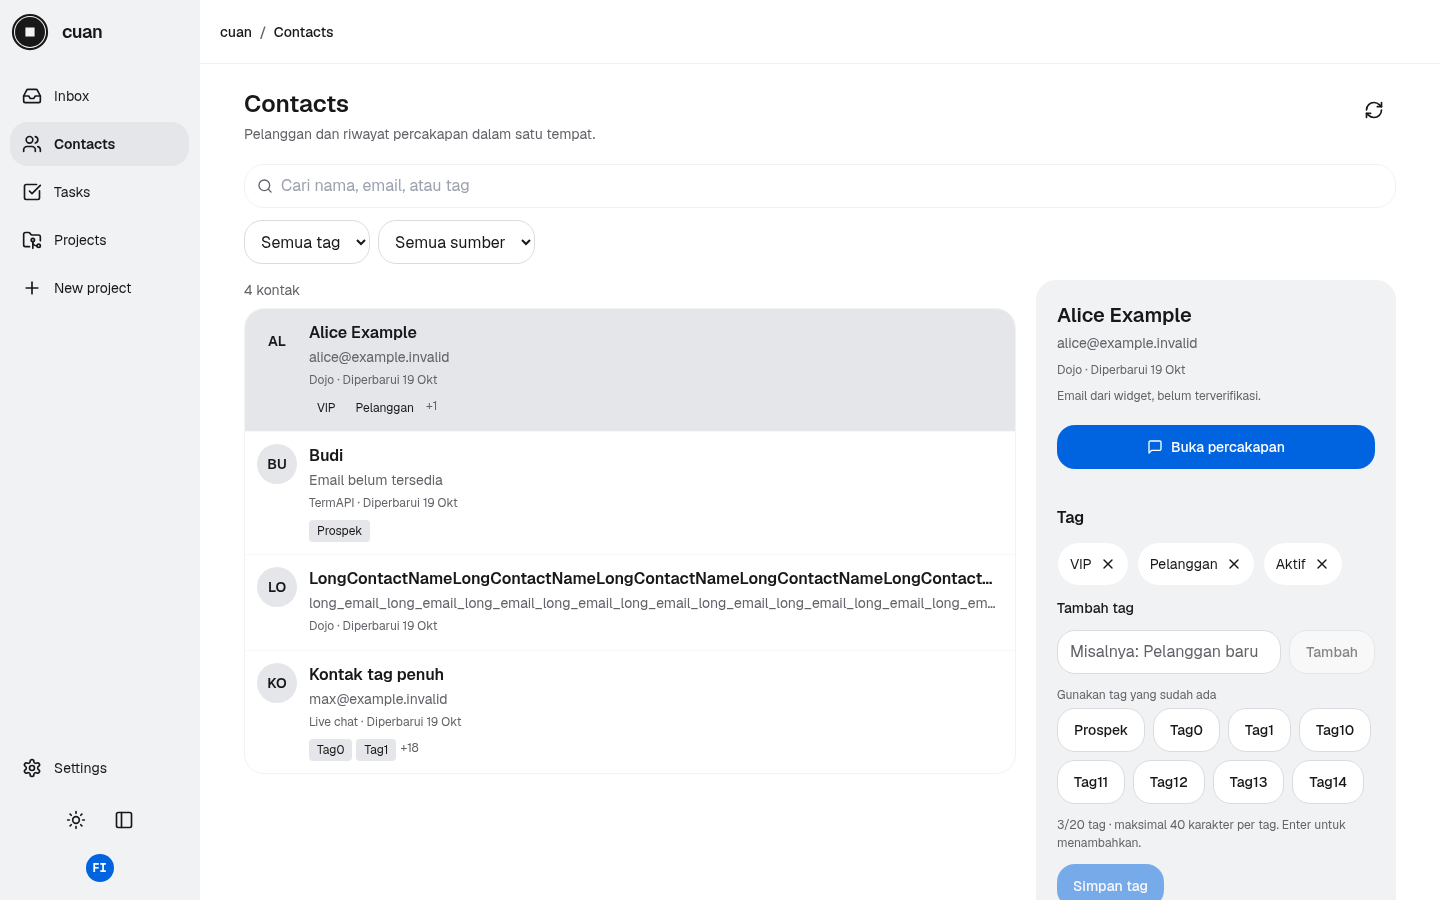 cuan
Inbox
Contacts
Tasks
Projects
New project
Settings
FI
cuan / Contacts
Contacts
Pelanggan dan riwayat percakapan dalam satu tempat.
Cari nama, email, atau tag
Semua tag
Semua sumber
4 kontak
AL
Alice Example
alice@example.invalid
Dojo · Diperbarui 19 Okt
VIP Pelanggan +1
BU
Budi
Email belum tersedia
TermAPI · Diperbarui 19 Okt
Prospek
LO
LongContactNameLongContactNameLongContactNameLongContactNameLongContact...
long_email_long_email_long_email_long_email_long_email_long_email_long_email_long_email_long_em...
Dojo · Diperbarui 19 Okt
KO
Kontak tag penuh
max@example.invalid
Live chat · Diperbarui 19 Okt
Tag0 Tag1 +18
Alice Example
alice@example.invalid
Dojo · Diperbarui 19 Okt
Email dari widget, belum terverifikasi.
Buka percakapan
Tag
VIP Pelanggan Aktif
Tambah tag
Misalnya: Pelanggan baru Tambah
Gunakan tag yang sudah ada
Prospek Tag0 Tag1 Tag10
Tag11 Tag12 Tag13 Tag14
3/20 tag · maksimal 40 karakter per tag. Enter untuk
menambahkan.
Simpan tag